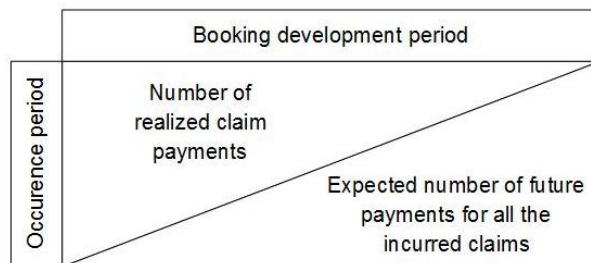 Booking development period
Occurence period
Number of
realized claim
payments
Expected number of future
payments for all the
incurred claims